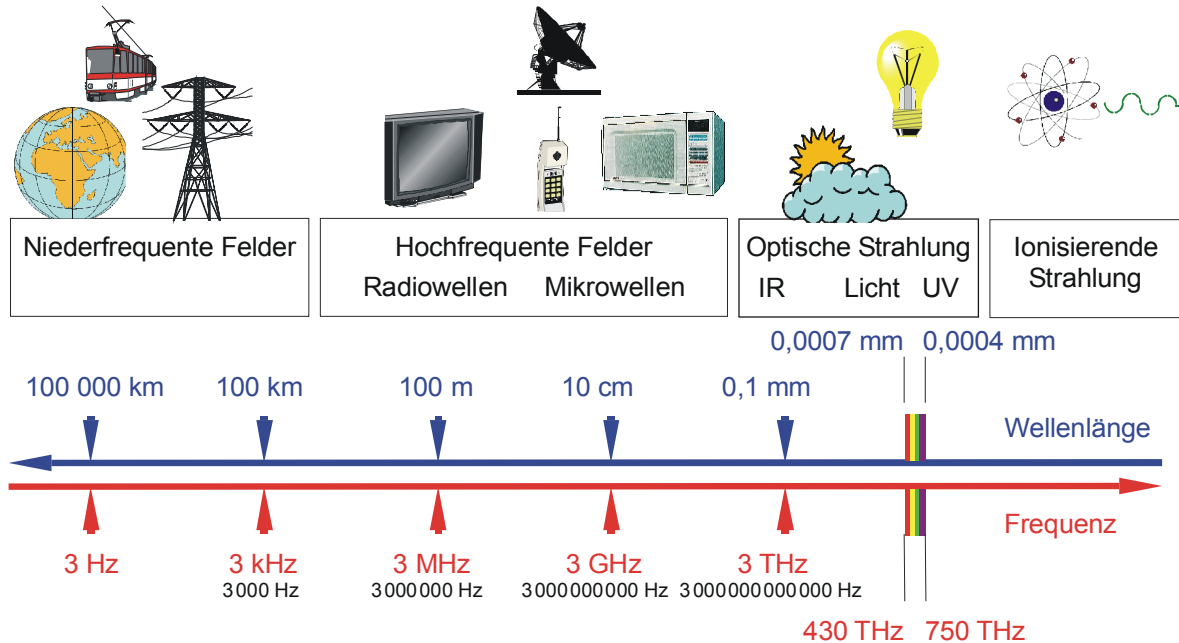 Niederfrequente Felder
Hochfrequente Felder
Radiowellen Mikrowellen
Optische Strahlung
IR Licht UV
Ionisierende
Strahlung
0,0007 mm 0,0004 mm
100 000 km 100 km 100 m 10 cm 0,1 mm
Wellenlänge
Frequenz
3 Hz 3 kHz 3 MHz 3 GHz 3 THz
3000 Hz 3000000 Hz 3000000000 Hz 3000000000000 Hz
430 THz 750 THz